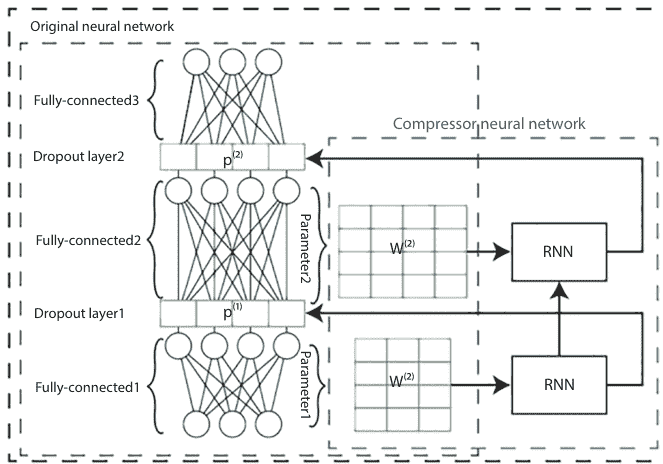 Original neural network
Fully-connected3
Compressor neural network
Dropout layer2
p(2)
Fully-connected2
Parameter2
W(2)
RNN
Dropout layer1
p(1)
Fully-connected1
Parameter1
W(2)
RNN